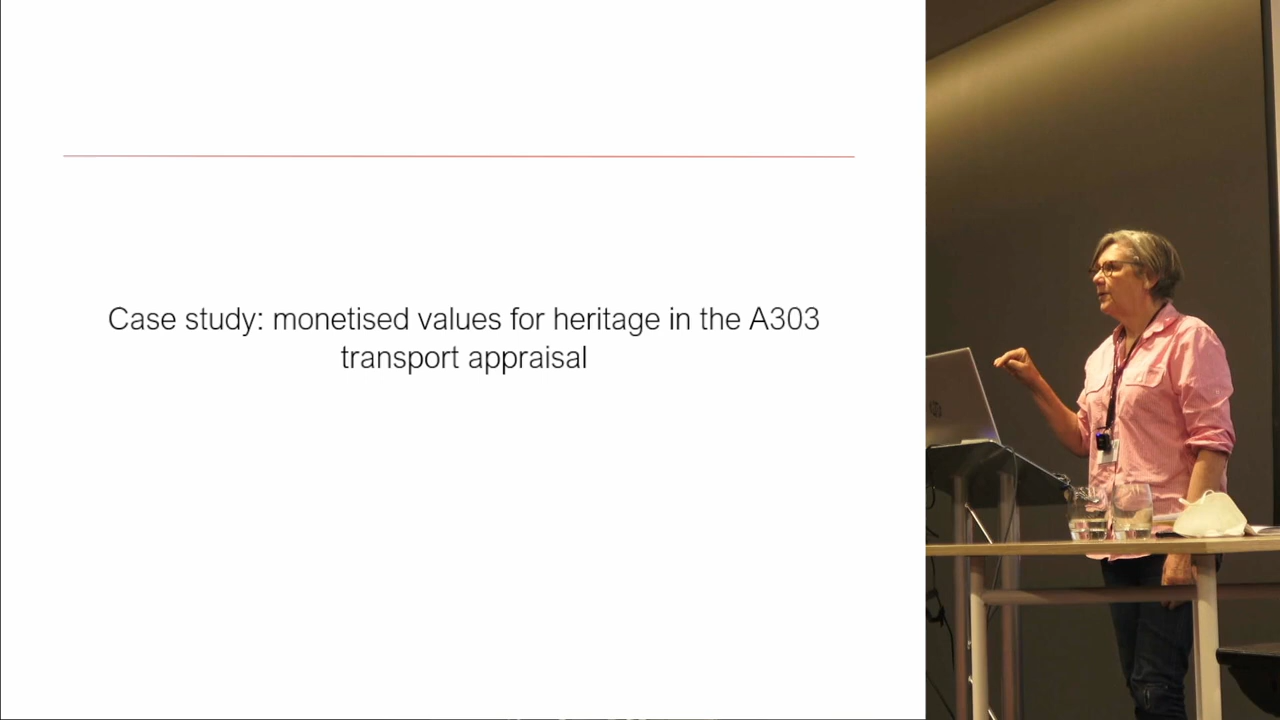 Case study: monetised values for heritage in the A303
transport appraisal